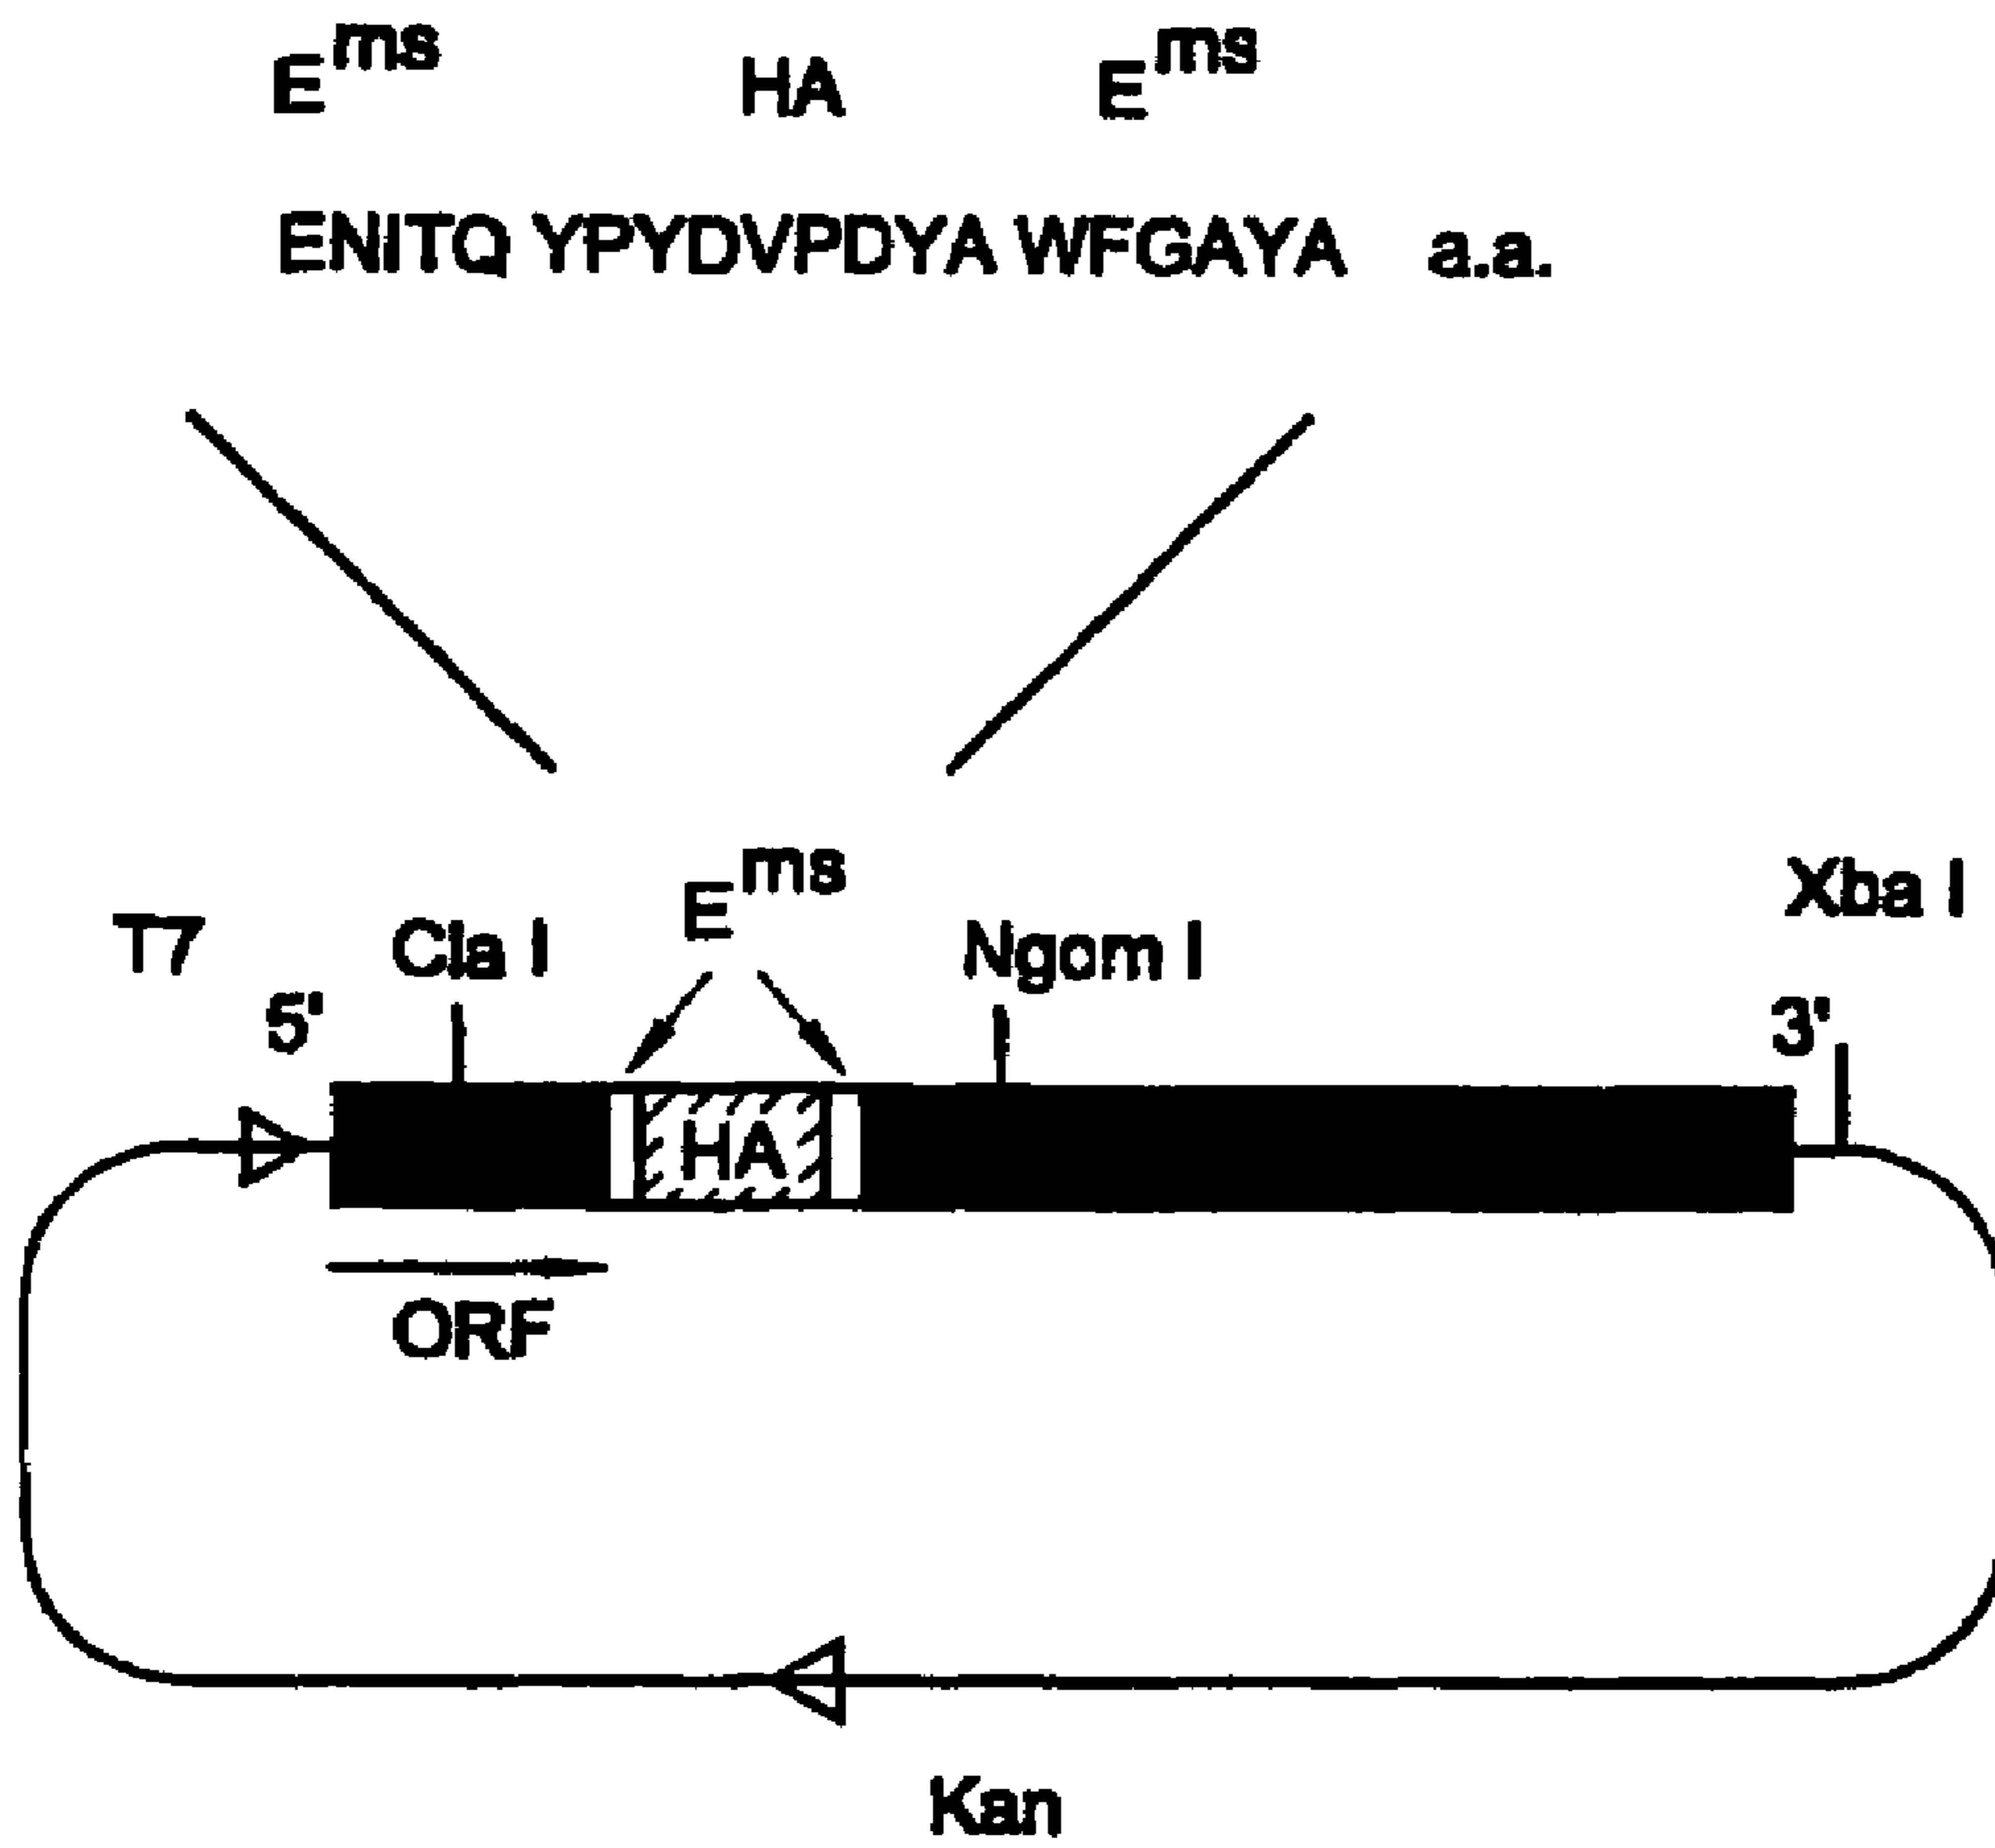 E^ms HA E^ms
ENITQ YPYDVPDYA WFGAYA a.a.
E^ms
T7 Cla I Ngom I Xba I
5' 3'
HA
ORF
Kan